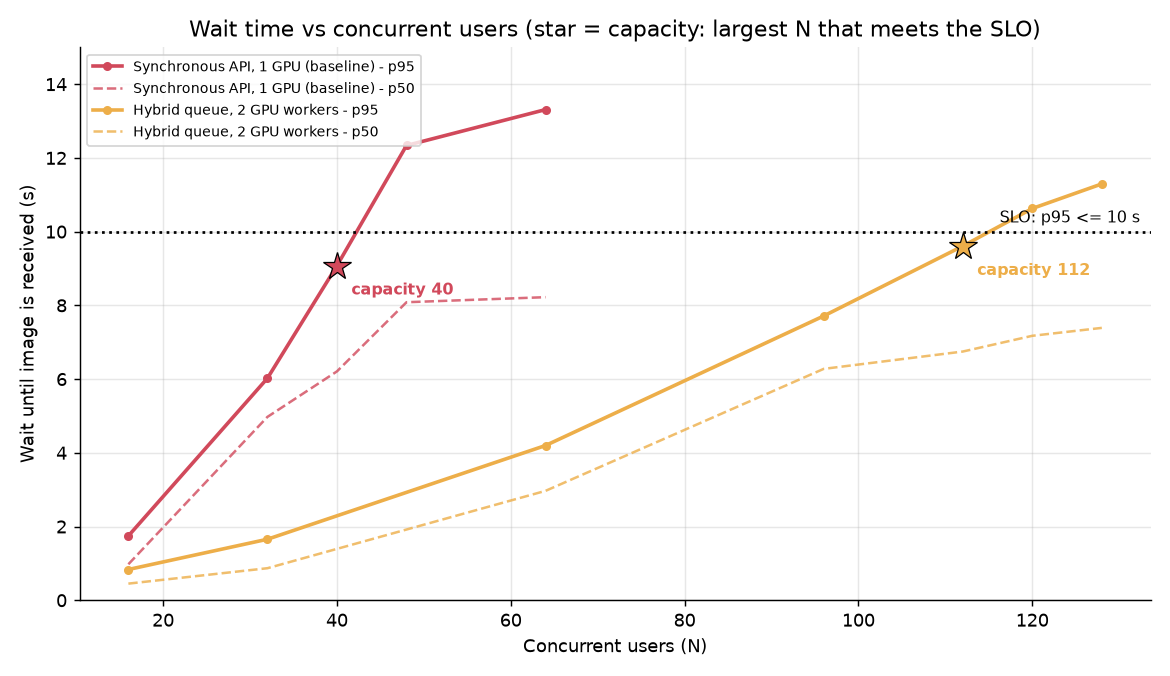 Wait time vs concurrent users (star = capacity: largest N that meets the SLO)
Synchronous API, 1 GPU (baseline) - p95
Synchronous API, 1 GPU (baseline) - p50
Hybrid queue, 2 GPU workers - p95
Hybrid queue, 2 GPU workers - p50
Wait until image is received (s)
14
12
10
8
6
4
2
0
SLO: p95 <= 10 s
capacity 112
capacity 40
20
40
60
80
100
120
Concurrent users (N)